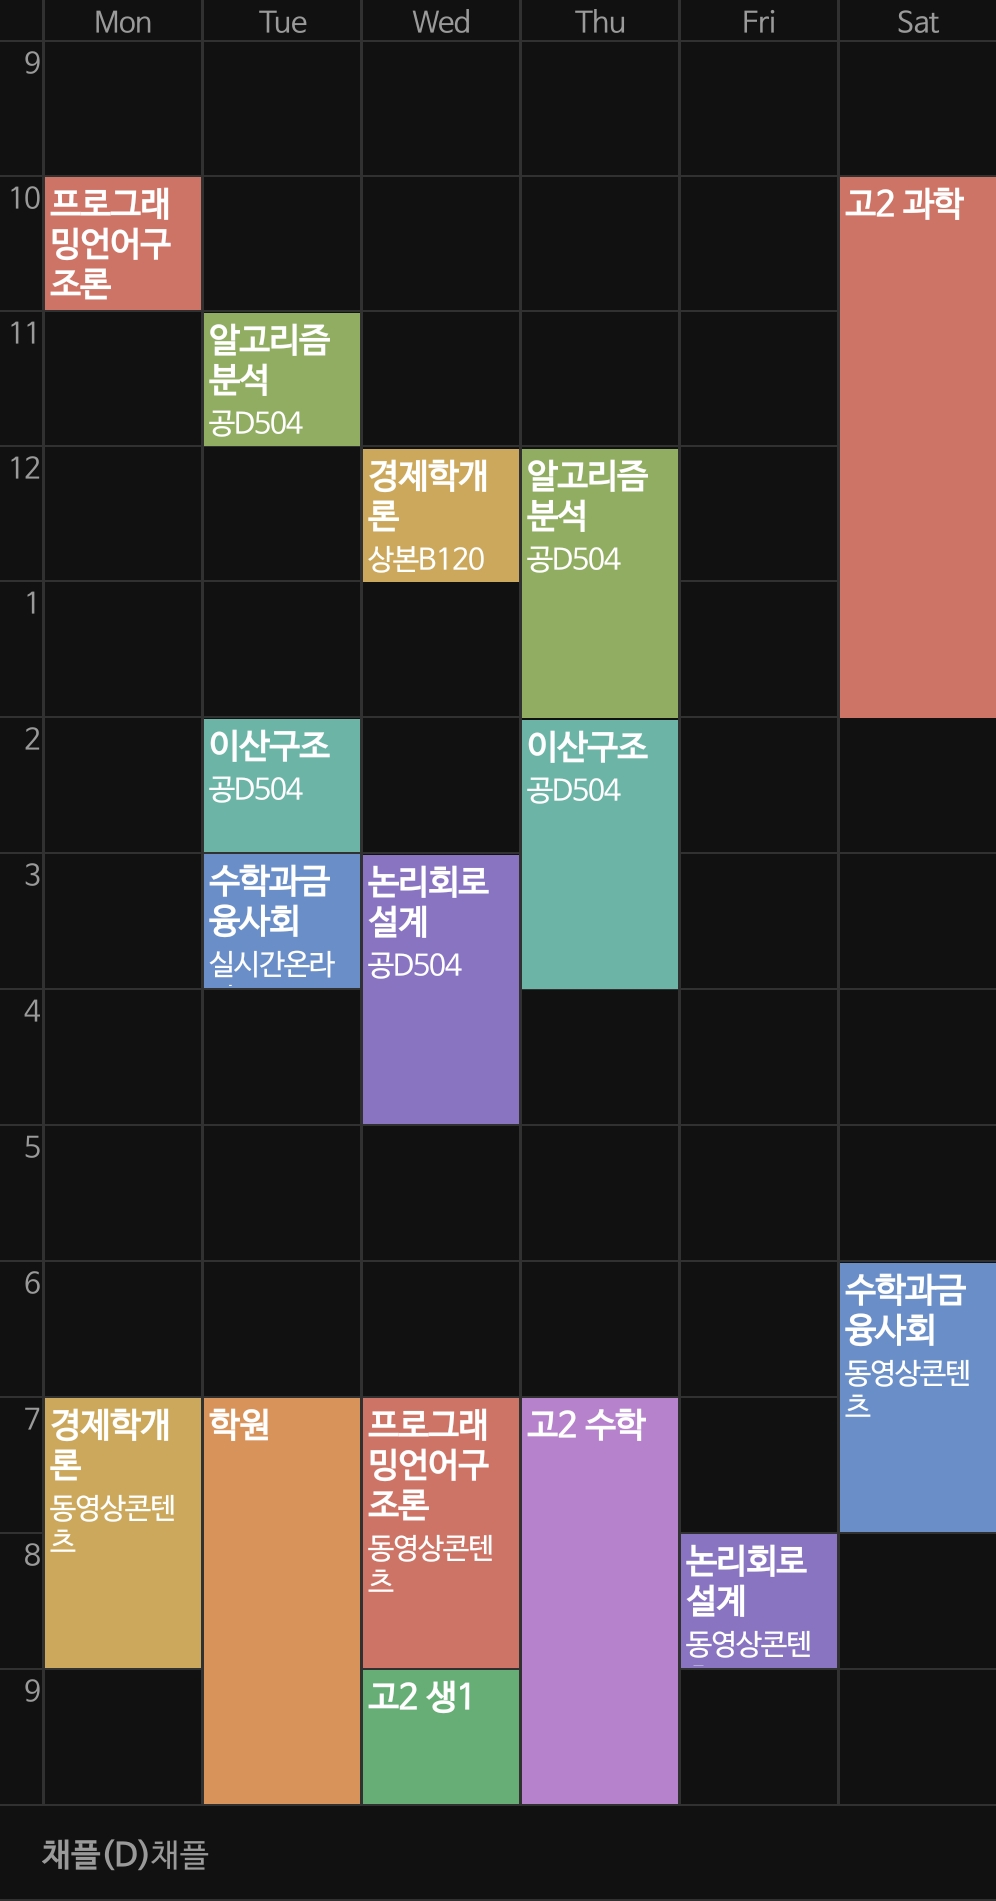 Mon Tue Wed Thu Fri Sat
9
10
프로그래
밍언어구
조론
고2 과학
11
알고리즘
분석
공D504
12
경제학개
론
상본B120
알고리즘
분석
공D504
1
2
이산구조
공D504
이산구조
공D504
3
수학과금
융사회
실시간온라
논리회로
설계
공D504
4
5
6
수학과금
융사회
동영상콘텐
츠
7
경제학개
론
동영상콘텐
츠
학원
프로그래
밍언어구
조론
동영상콘텐
츠
고2 수학
8
논리회로
설계
동영상콘텐
9
고2 생1
채플(D)채플